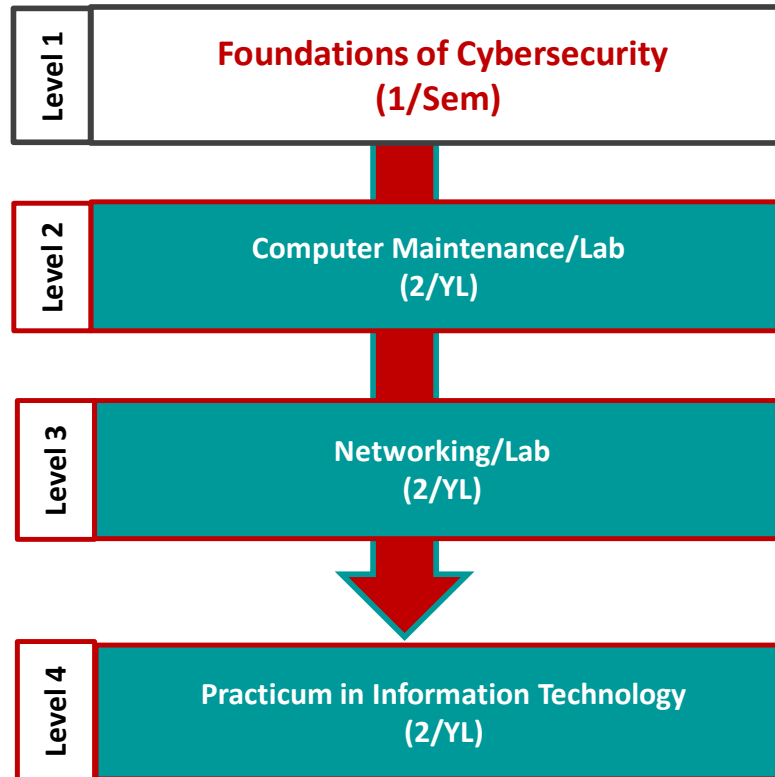 Level 1
Foundations of Cybersecurity
(1/Sem)
Level 2
Computer Maintenance/Lab
(2/YL)
Level 3
Networking/Lab
(2/YL)
Level 4
Practicum in Information Technology
(2/YL)